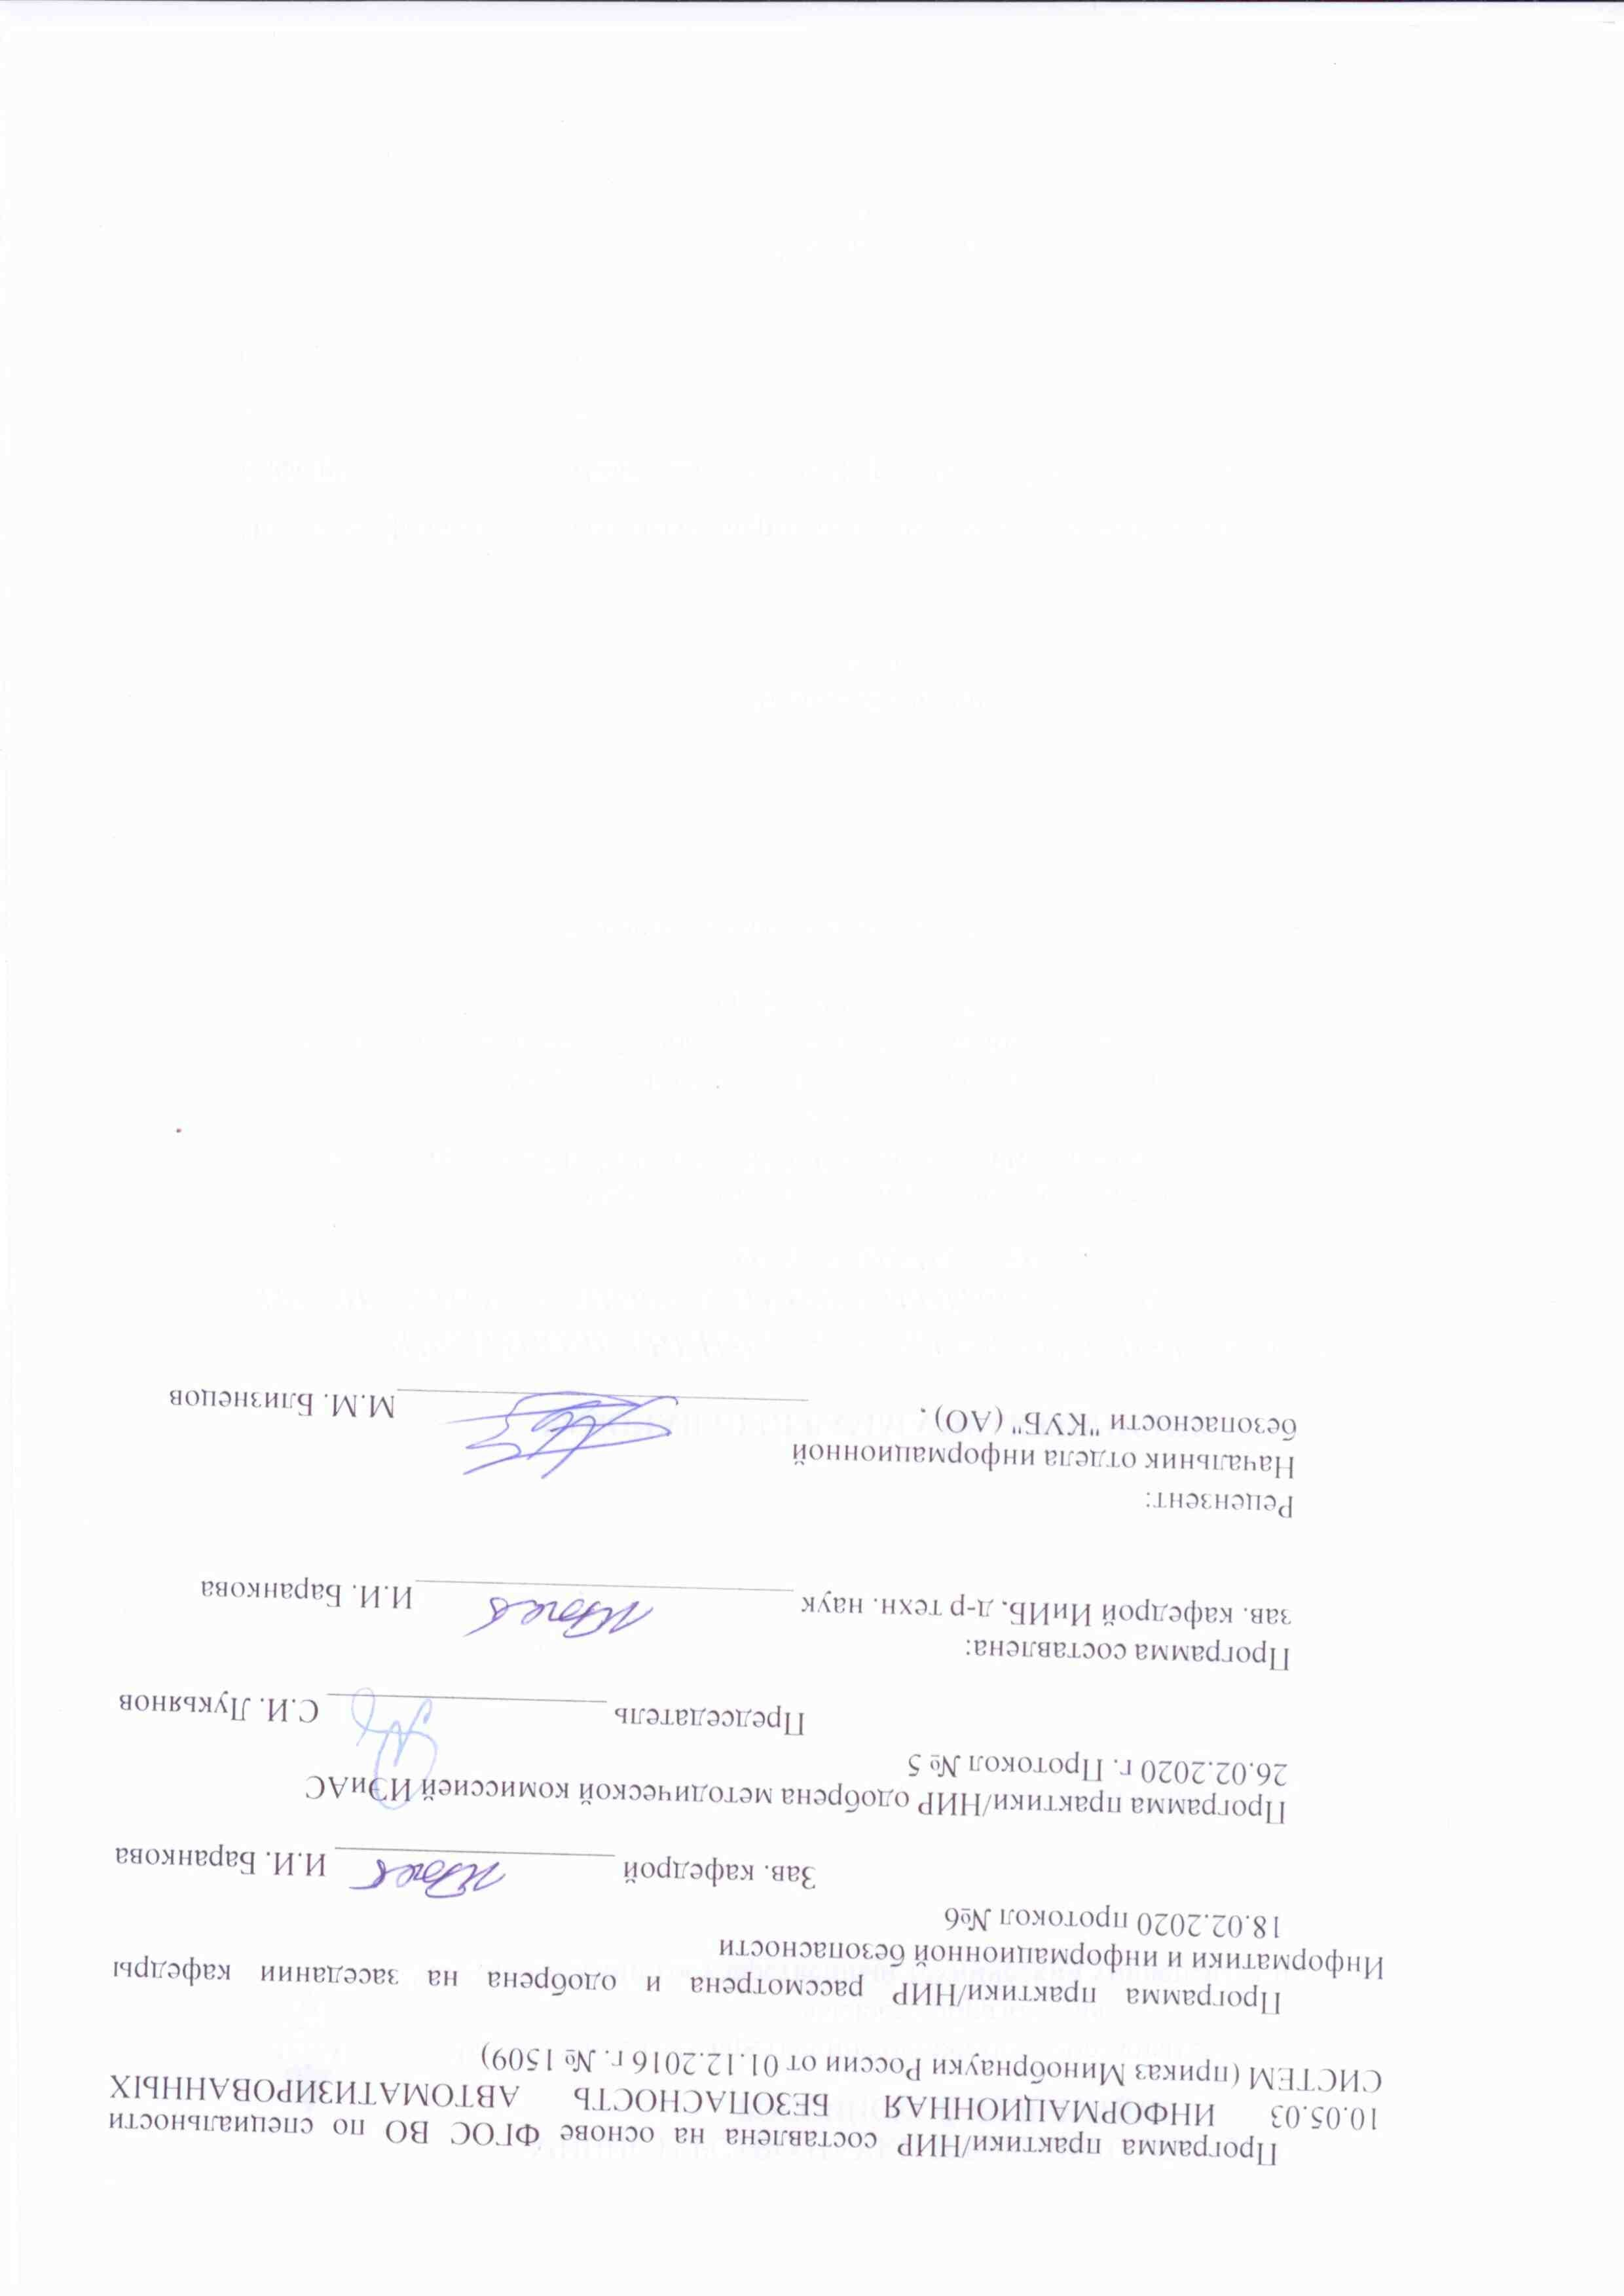 Программа практики/НИР составлена на основе ФГОС ВО по специальности
10.05.03 ИНФОРМАЦИОННАЯ БЕЗОПАСНОСТЬ АВТОМАТИЗИРОВАННЫХ
СИСТЕМ (приказ Минобрнауки России от 01.12.2016 г. № 1509)
Программа практики/НИР рассмотрена и одобрена на заседании кафедры
Информатики и информационной безопасности
18.02.2020 протокол №6
Зав. кафедрой И.И. Баранкова
Программа практики/НИР одобрена методической комиссией ИЭиАС
26.02.2020 г. Протокол № 5
Председатель С.И. Лукьянов
Программа составлена:
зав. кафедрой ИиИБ, д-р техн. наук И.И. Баранкова
Рецензент:
Начальник отдела информационной
безопасности "КУБ" (АО), М.М. Близнецов